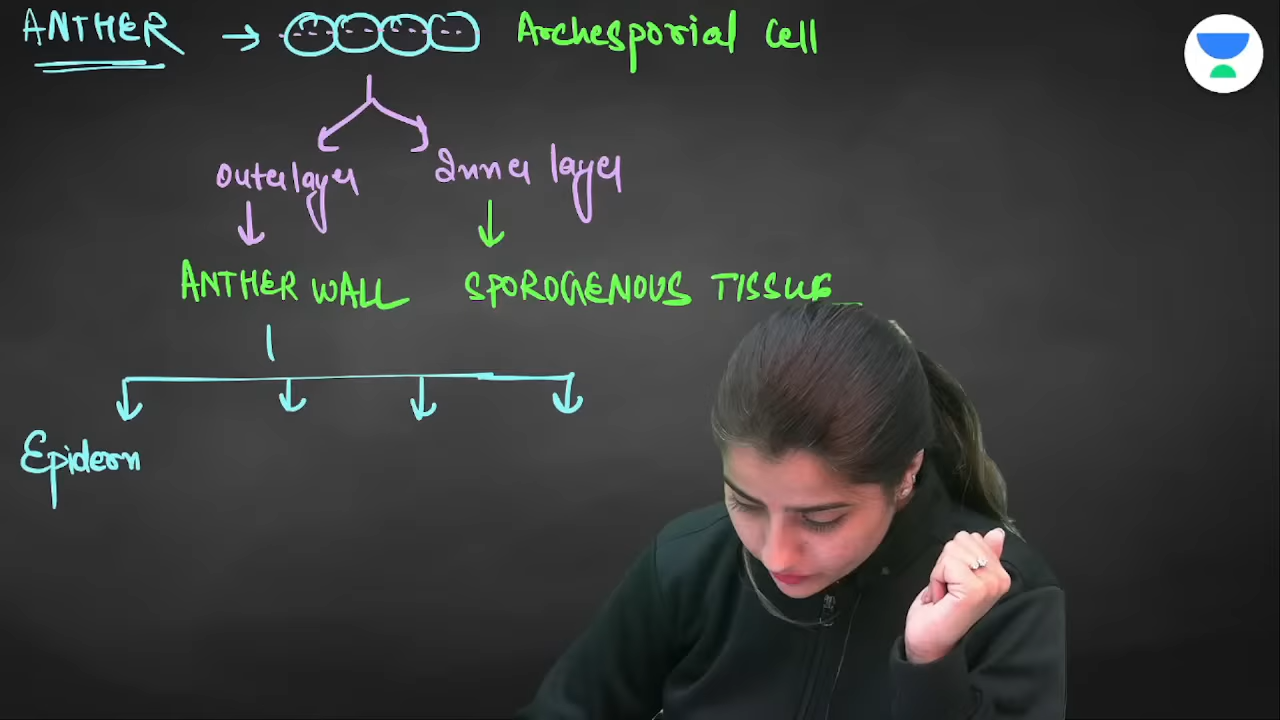 ANTHER → Archesporial Cell
Outer layer Inner layer
ANTHER WALL SPOROGENOUS TISSUE
Epiderm